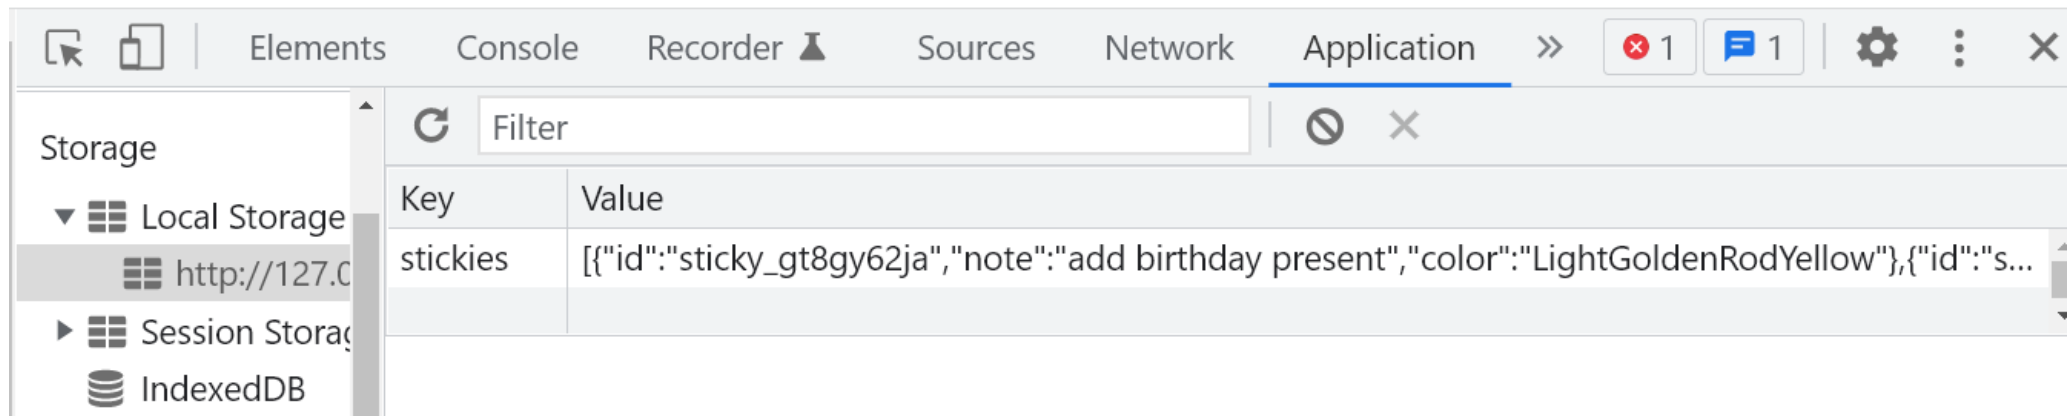 Elements Console Recorder Sources Network Application 1 1
Filter
Storage
Local Storage
http://127.0
Session Storag
IndexedDB
Key Value
stickies [{"id":"sticky_gt8gy62ja","note":"add birthday present","color":"LightGoldenRodYellow"},{"id":"s...